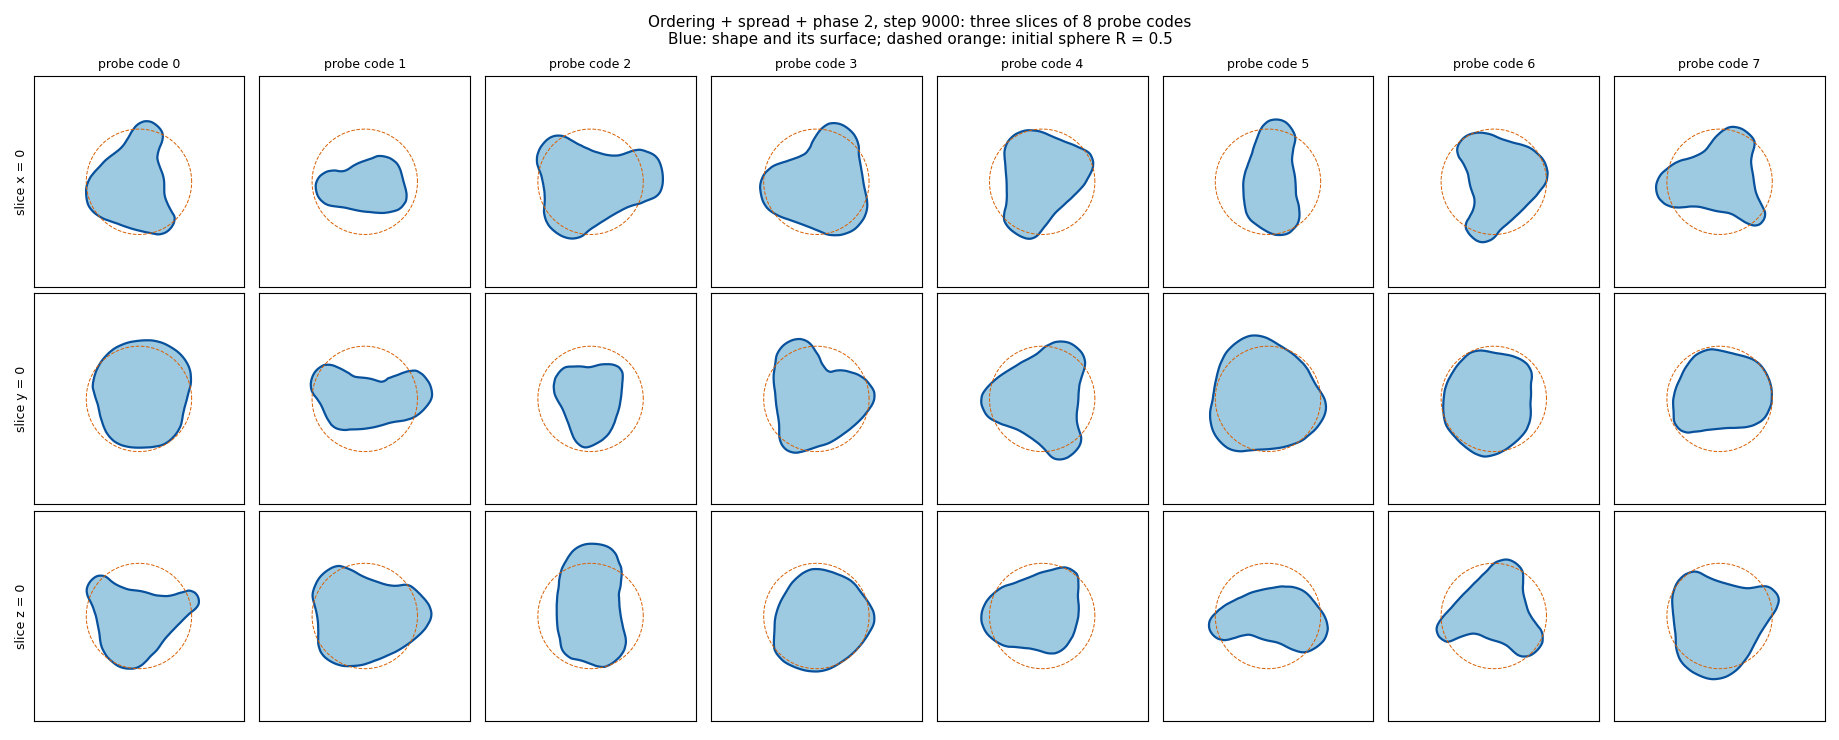 Ordering + spread + phase 2, step 9000: three slices of 8 probe codes
Blue: shape and its surface; dashed orange: initial sphere R = 0.5
probe code 0
probe code 1
probe code 2
probe code 3
probe code 4
probe code 5
probe code 6
probe code 7
slice x = 0
slice y = 0
slice z = 0